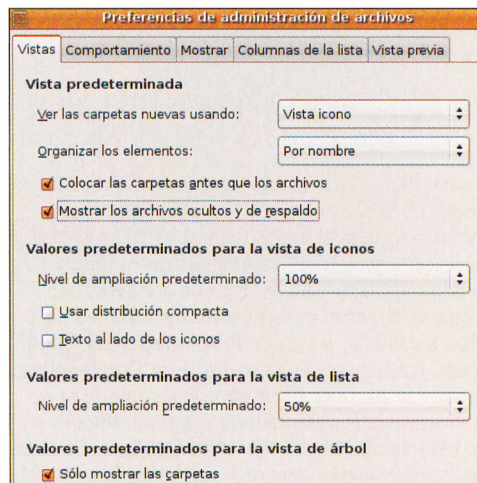 Preferencias de administración de archivos
Vistas Comportamiento Mostrar Columnas de la lista Vista previa
Vista predeterminada
Ver las carpetas nuevas usando: Vista icono
Organizar los elementos: Por nombre
Colocar las carpetas antes que los archivos
Mostrar los archivos ocultos y de respaldo
Valores predeterminados para la vista de iconos
Nivel de ampliación predeterminado: 100%
Usar distribución compacta
Texto al lado de los iconos
Valores predeterminados para la vista de lista
Nivel de ampliación predeterminado: 50%
Valores predeterminados para la vista de árbol
Sólo mostrar las carpetas